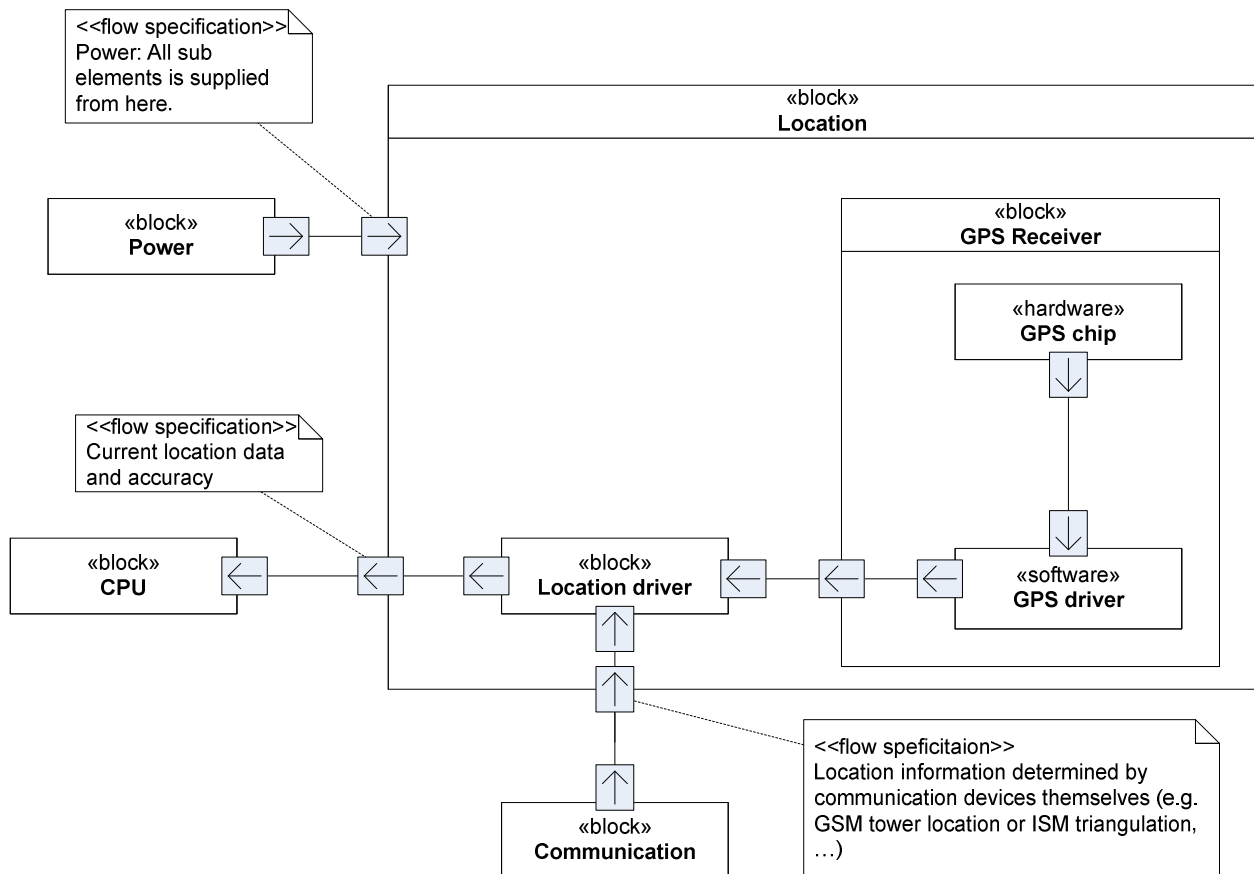 <<flow specification>>
Power: All sub
elements is supplied
from here.
«block»
Location
«block»
Power
«block»
GPS Receiver
«hardware»
GPS chip
<<flow specification>>
Current location data
and accuracy
«block»
CPU
«block»
Location driver
«software»
GPS driver
<<flow speficitaion>>
Location information determined by
communication devices themselves (e.g.
GSM tower location or ISM triangulation,
…)
«block»
Communication